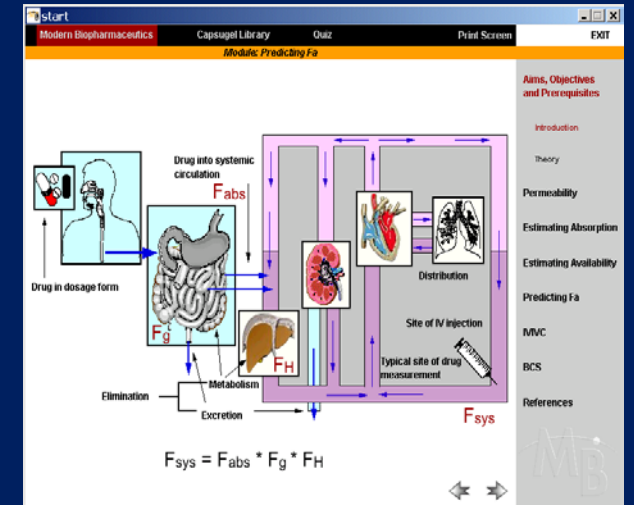 start
Modern Biopharmaceutics Capsugel Library Quiz Print Screen EXIT
Module: Predicting Fa
Aims, Objectives
and Prerequisites
Introduction
Theory
Permeability
Estimating Absorption
Estimating Availability
Predicting Fa
IVIVC
BCS
References
Drug into systemic
circulation
Fabs
Drug in dosage form
Fg
FH
Distribution
Site of IV injection
Typical site of drug
measurement
Metabolism
Elimination
Excretion
Fsys
Fsys = Fabs * Fg * FH
MB